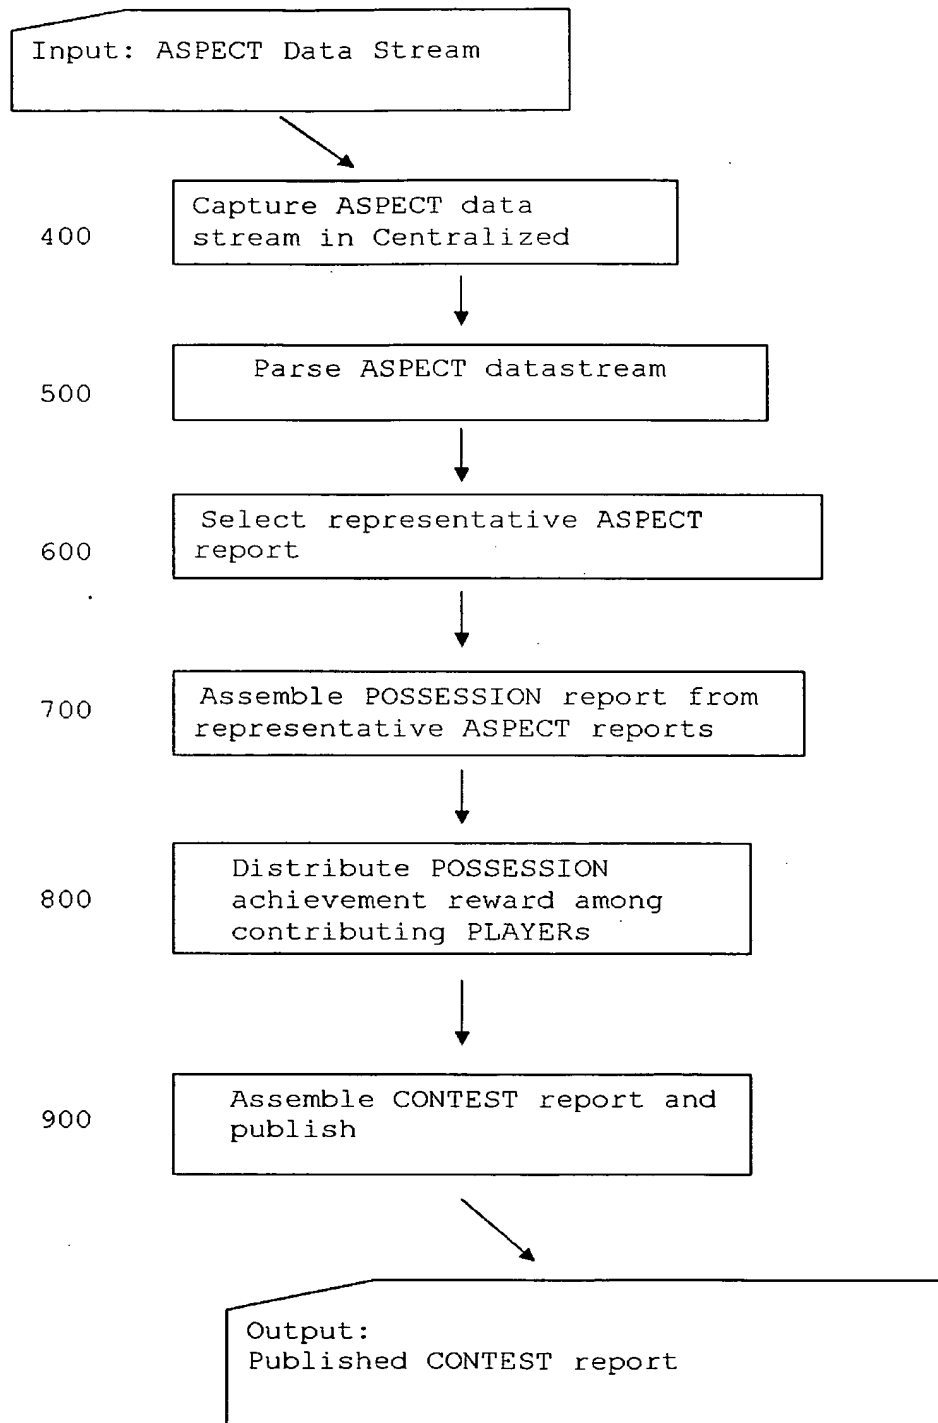 Input: ASPECT Data Stream
400
Capture ASPECT data
stream in Centralized
500
Parse ASPECT datastream
600
Select representative ASPECT
report
700
Assemble POSSESSION report from
representative ASPECT reports
800
Distribute POSSESSION
achievement reward among
contributing PLAYERs
900
Assemble CONTEST report and
publish
Output:
Published CONTEST report